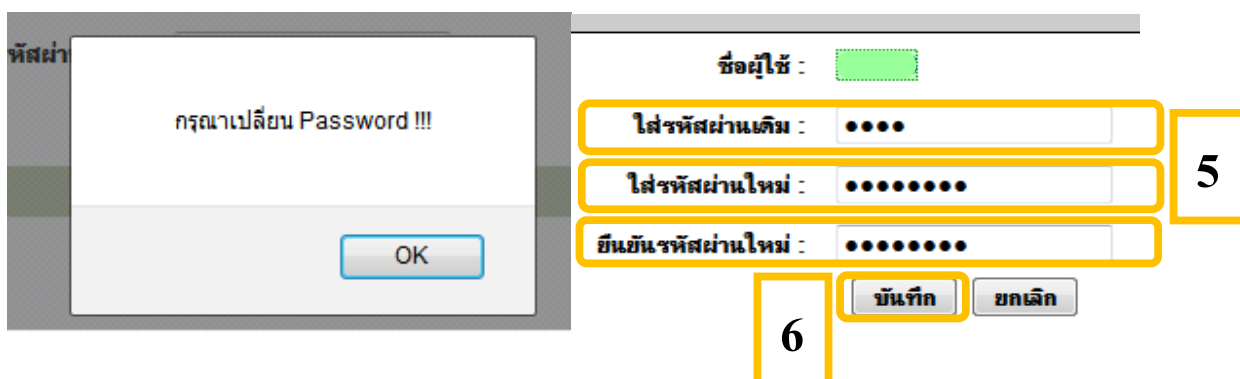 หัสผ่า
กรุณาเปลี่ยน Password !!!
OK
ชื่อผู้ใช้ :
ใส่รหัสผ่านเดิม : ••••
ใส่รหัสผ่านใหม่ : ••••••••
ยืนยันรหัสผ่านใหม่ : ••••••••
5
บันทึก ยกเลิก
6